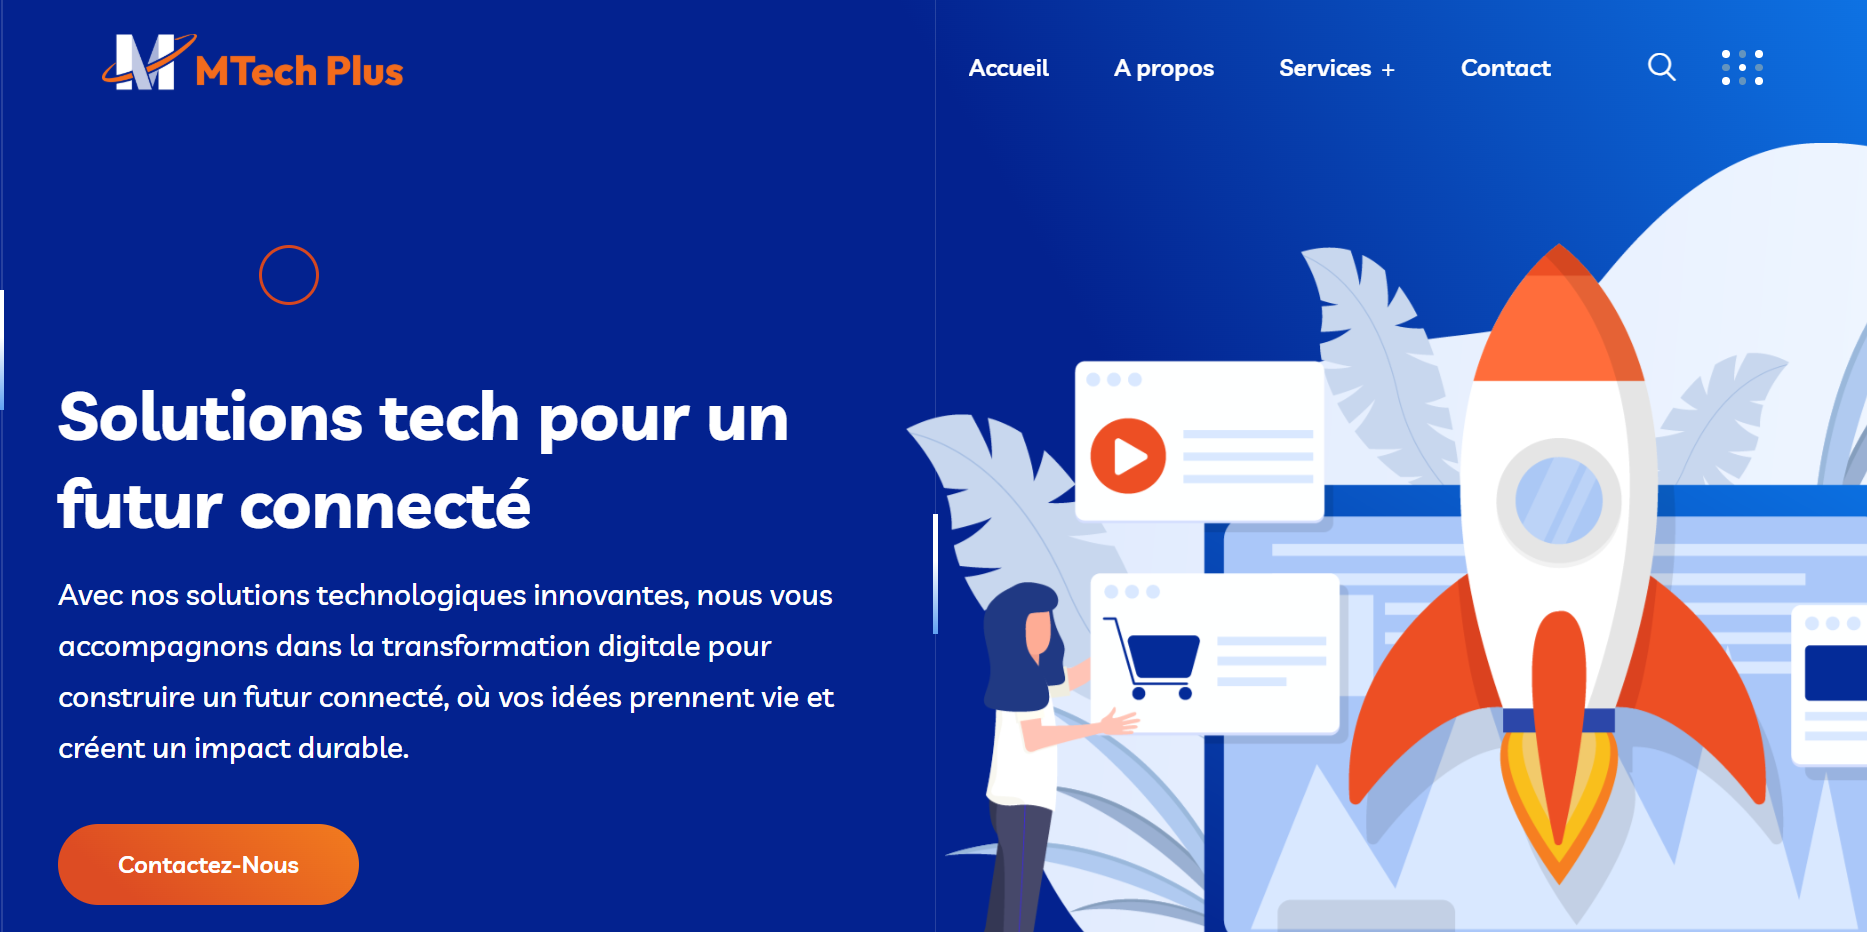 M MTech Plus
Accueil A propos Services + Contact
Solutions tech pour un
futur connecté
Avec nos solutions technologiques innovantes, nous vous
accompagnons dans la transformation digitale pour
construire un futur connecté, où vos idées prennent vie et
créent un impact durable.
Contactez-Nous